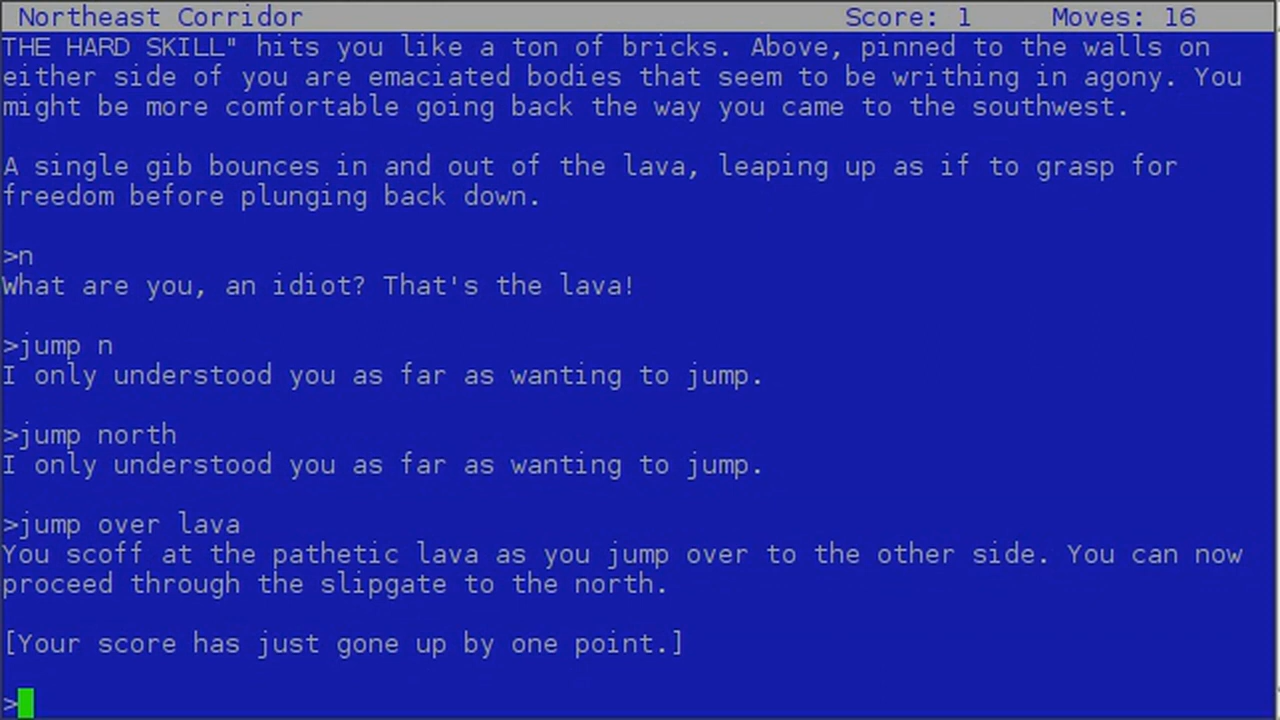 Northeast Corridor Score: 1 Moves: 16
THE HARD SKILL" hits you like a ton of bricks. Above, pinned to the walls on
either side of you are emaciated bodies that seem to be writhing in agony. You
might be more comfortable going back the way you came to the southwest.
A single gib bounces in and out of the lava, leaping up as if to grasp for
freedom before plunging back down.
>n
What are you, an idiot? That's the lava!
>jump n
I only understood you as far as wanting to jump.
>jump north
I only understood you as far as wanting to jump.
>jump over lava
You scoff at the pathetic lava as you jump over to the other side. You can now
proceed through the slipgate to the north.
[Your score has just gone up by one point.]
>